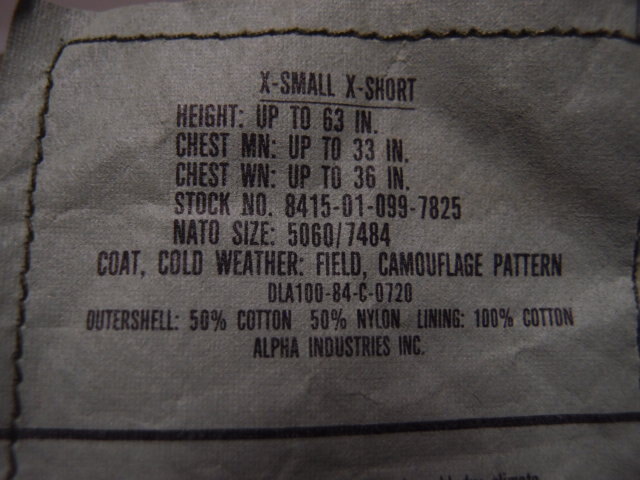 X-SMALL X-SHORT
HEIGHT: UP TO 63 IN.
CHEST MN: UP TO 33 IN.
CHEST WN: UP TO 36 IN.
STOCK NO. 8415-01-099-7825
NATO SIZE: 5060/7484
COAT, COLD WEATHER: FIELD, CAMOUFLAGE PATTERN
DLA100-84-C-0720
OUTERSHELL: 50% COTTON 50% NYLON LINING: 100% COTTON
ALPHA INDUSTRIES INC.